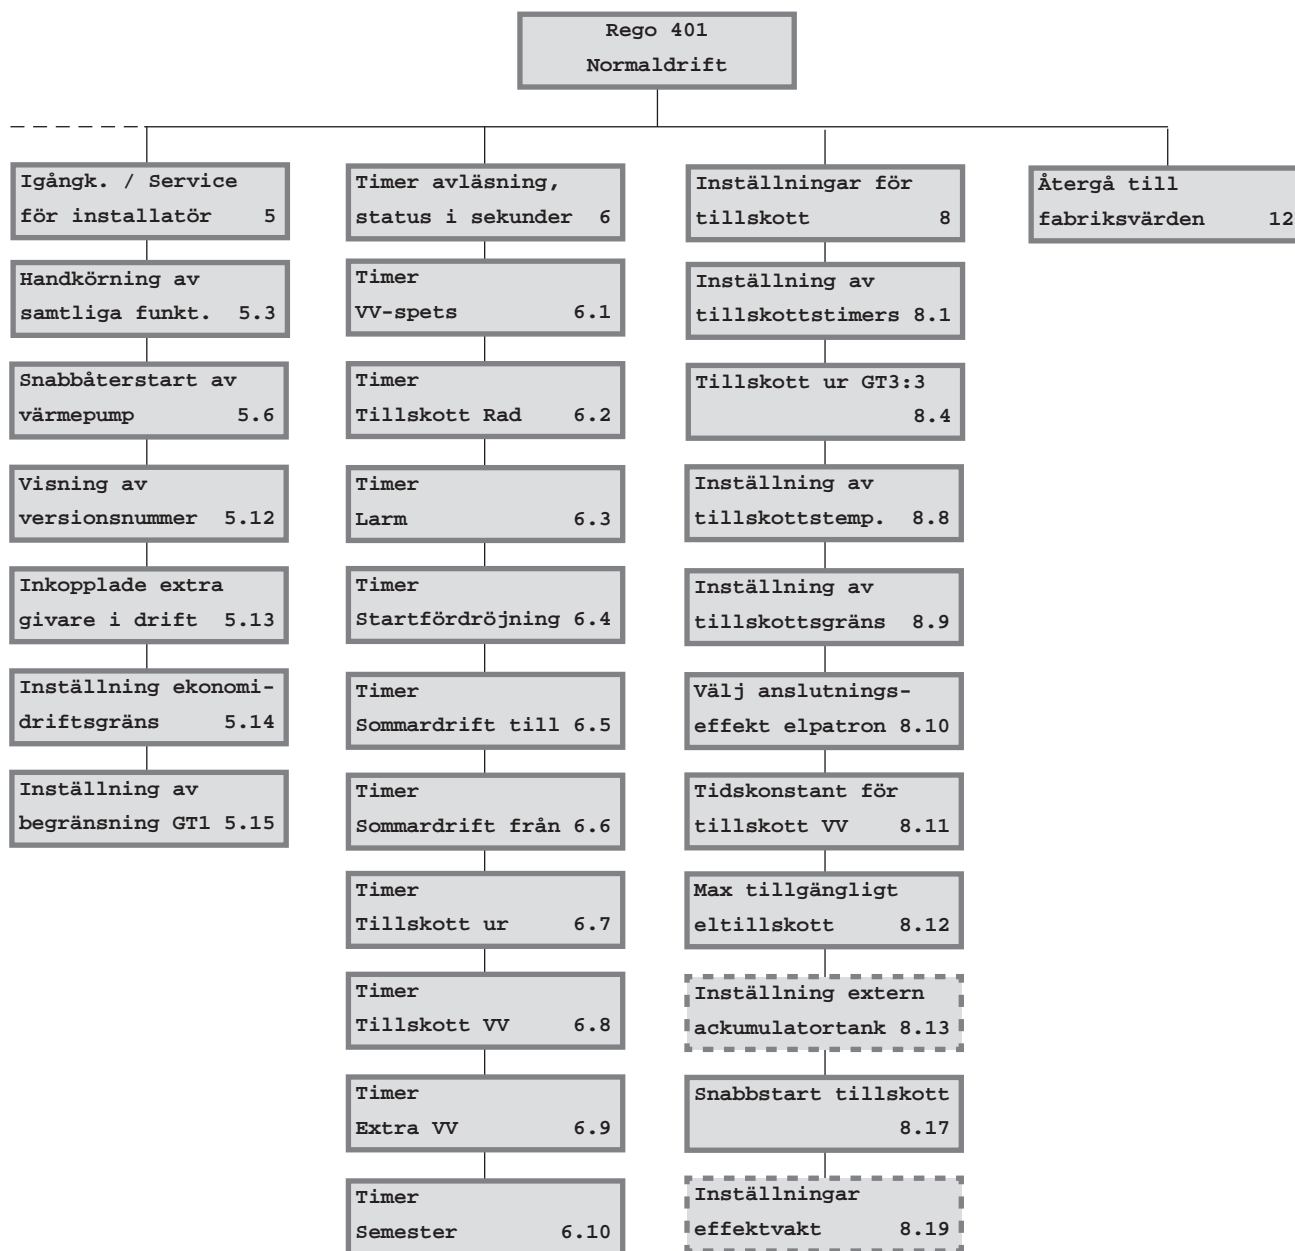 Rego 401
Normaldrift
Igångk. / Service
för installatör 5
Handkörning av
samtliga funkt. 5.3
Snabbåterstart av
värmepump 5.6
Visning av
versionsnummer 5.12
Inkopplade extra
givare i drift 5.13
Inställning ekonomi-
driftsgräns 5.14
Inställning av
begränsning GT1 5.15
Timer avläsning,
status i sekunder 6
Timer
VV-spets 6.1
Timer
Tillskott Rad 6.2
Timer
Larm 6.3
Timer
Startfördröjning 6.4
Timer
Sommardrift till 6.5
Timer
Sommardrift från 6.6
Timer
Tillskott ur 6.7
Timer
Tillskott VV 6.8
Timer
Extra VV 6.9
Timer
Semester 6.10
Inställningar för
tillskott 8
Inställning av
tillskottstimers 8.1
Tillskott ur GT3:3
8.4
Inställning av
tillskottstemp. 8.8
Inställning av
tillskottsgräns 8.9
Välj anslutnings-
effekt elpatron 8.10
Tidskonstant för
tillskott VV 8.11
Max tillgängligt
eltillskott 8.12
Inställning extern
ackumulatortank 8.13
Snabbstart tillskott
8.17
Inställningar
effektvakt 8.19
Återgå till
fabriksvärden 12